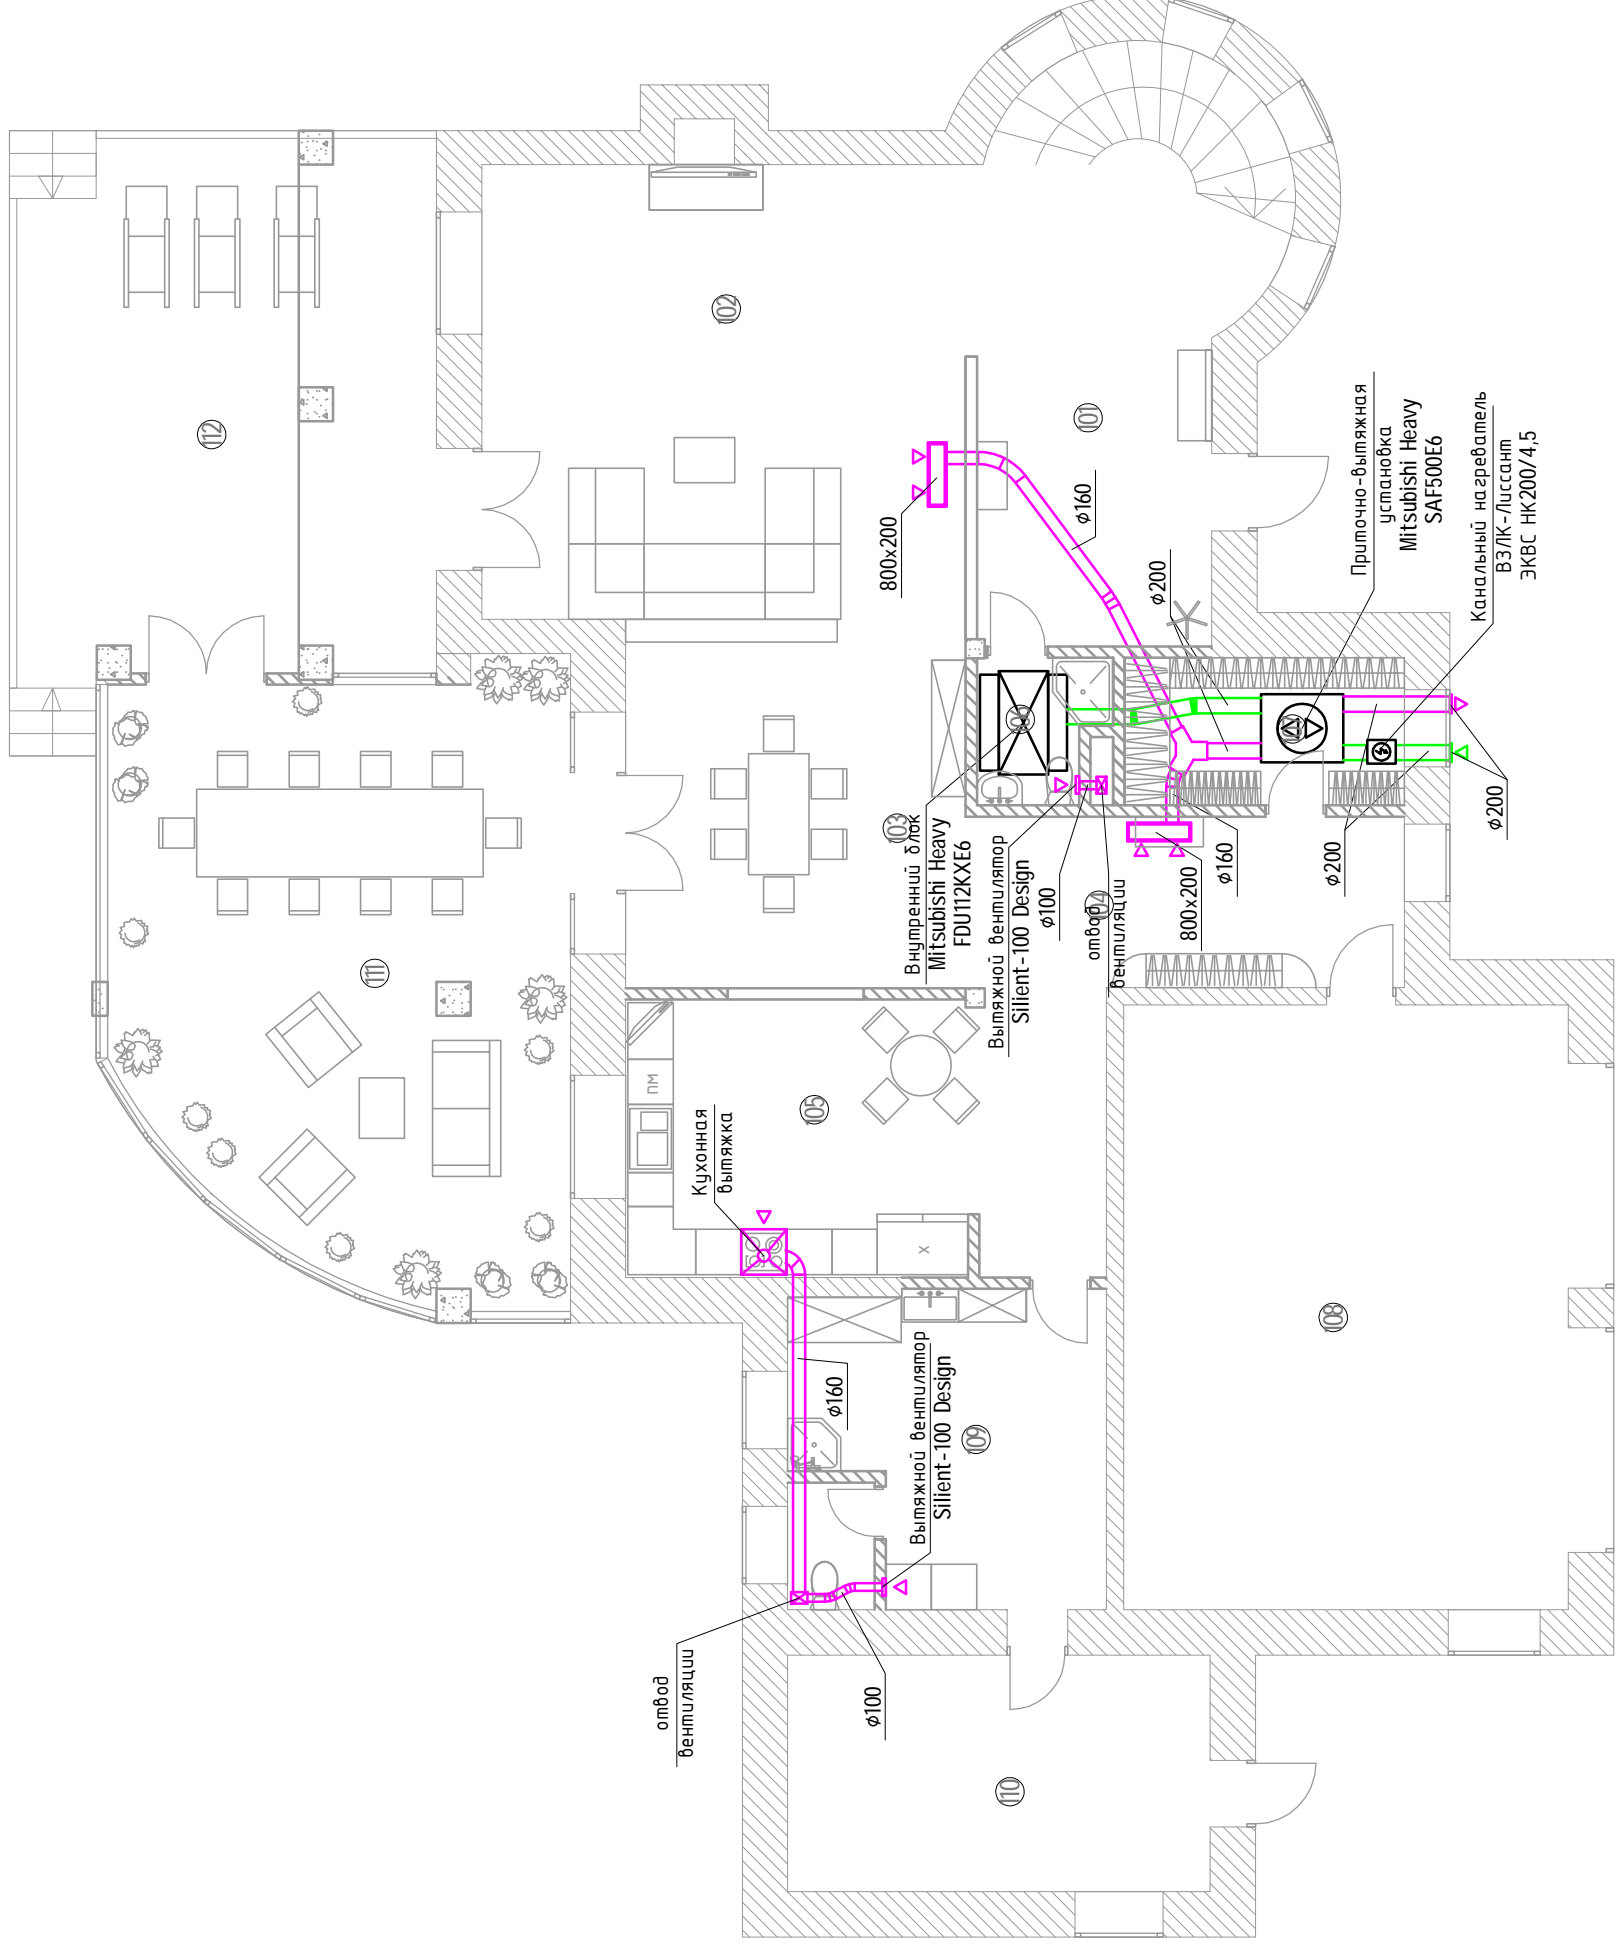 112
102
101
800x200
ф160
ф200
Приточно-вытяжная
установка
Mitsubishi Heavy
SAF500E6
Канальный нагреватель
ВЗЛК-Лиссант
ЭКВС НК200/4,5
ф200
ф200
ф160
800x200
103
Внутренний блок
Mitsubishi Heavy
FDU112KXE6
Вытяжной вентилятор
Silient-100 Design
ф100
104
отвод
вентиляции
111
ПМ
105
Кухонная
вытяжка
Х
108
ф160
Вытяжной вентилятор
Silient-100 Design
109
отвод
вентиляции
ф100
110